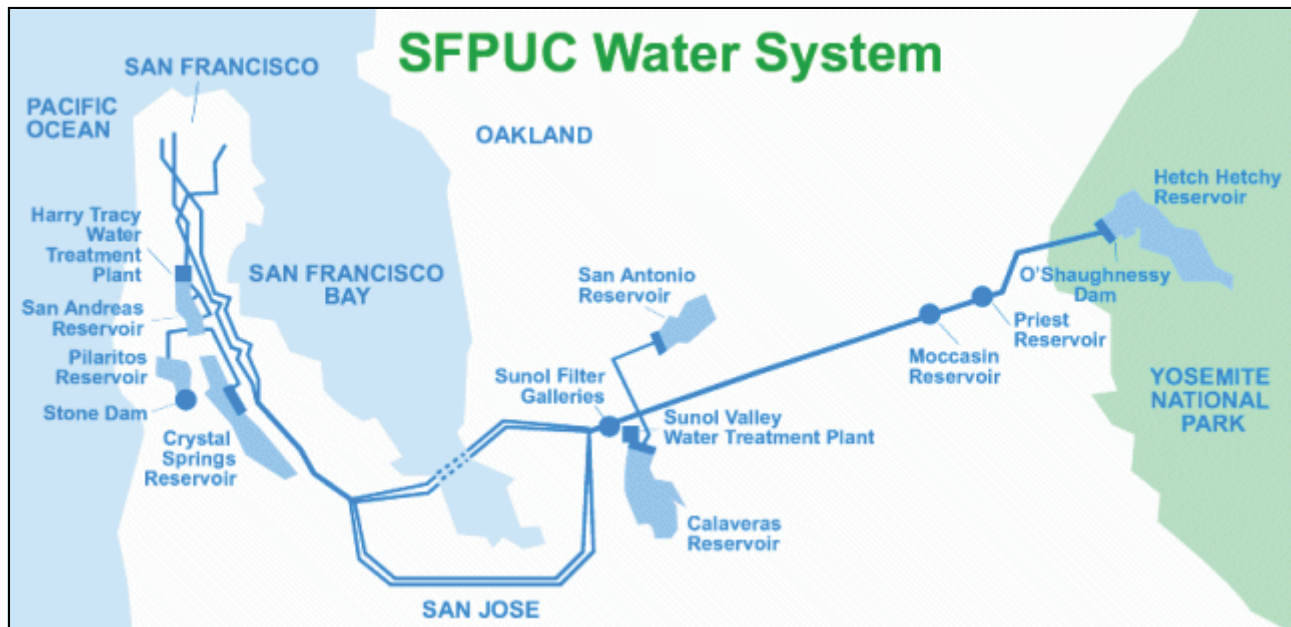 SFPUC Water System
SAN FRANCISCO
PACIFIC
OCEAN
OAKLAND
Hetch Hetchy
Reservoir
Harry Tracy
Water
Treatment
Plant
SAN FRANCISCO
BAY
San Antonio
Reservoir
O'Shaughnessy
Dam
San Andreas
Reservoir
Priest
Reservoir
Pilaritos
Reservoir
Moccasin
Reservoir
Sunol Filter
Galleries
YOSEMITE
NATIONAL
PARK
Stone Dam
Sunol Valley
Water Treatment Plant
Crystal
Springs
Reservoir
Calaveras
Reservoir
SAN JOSE